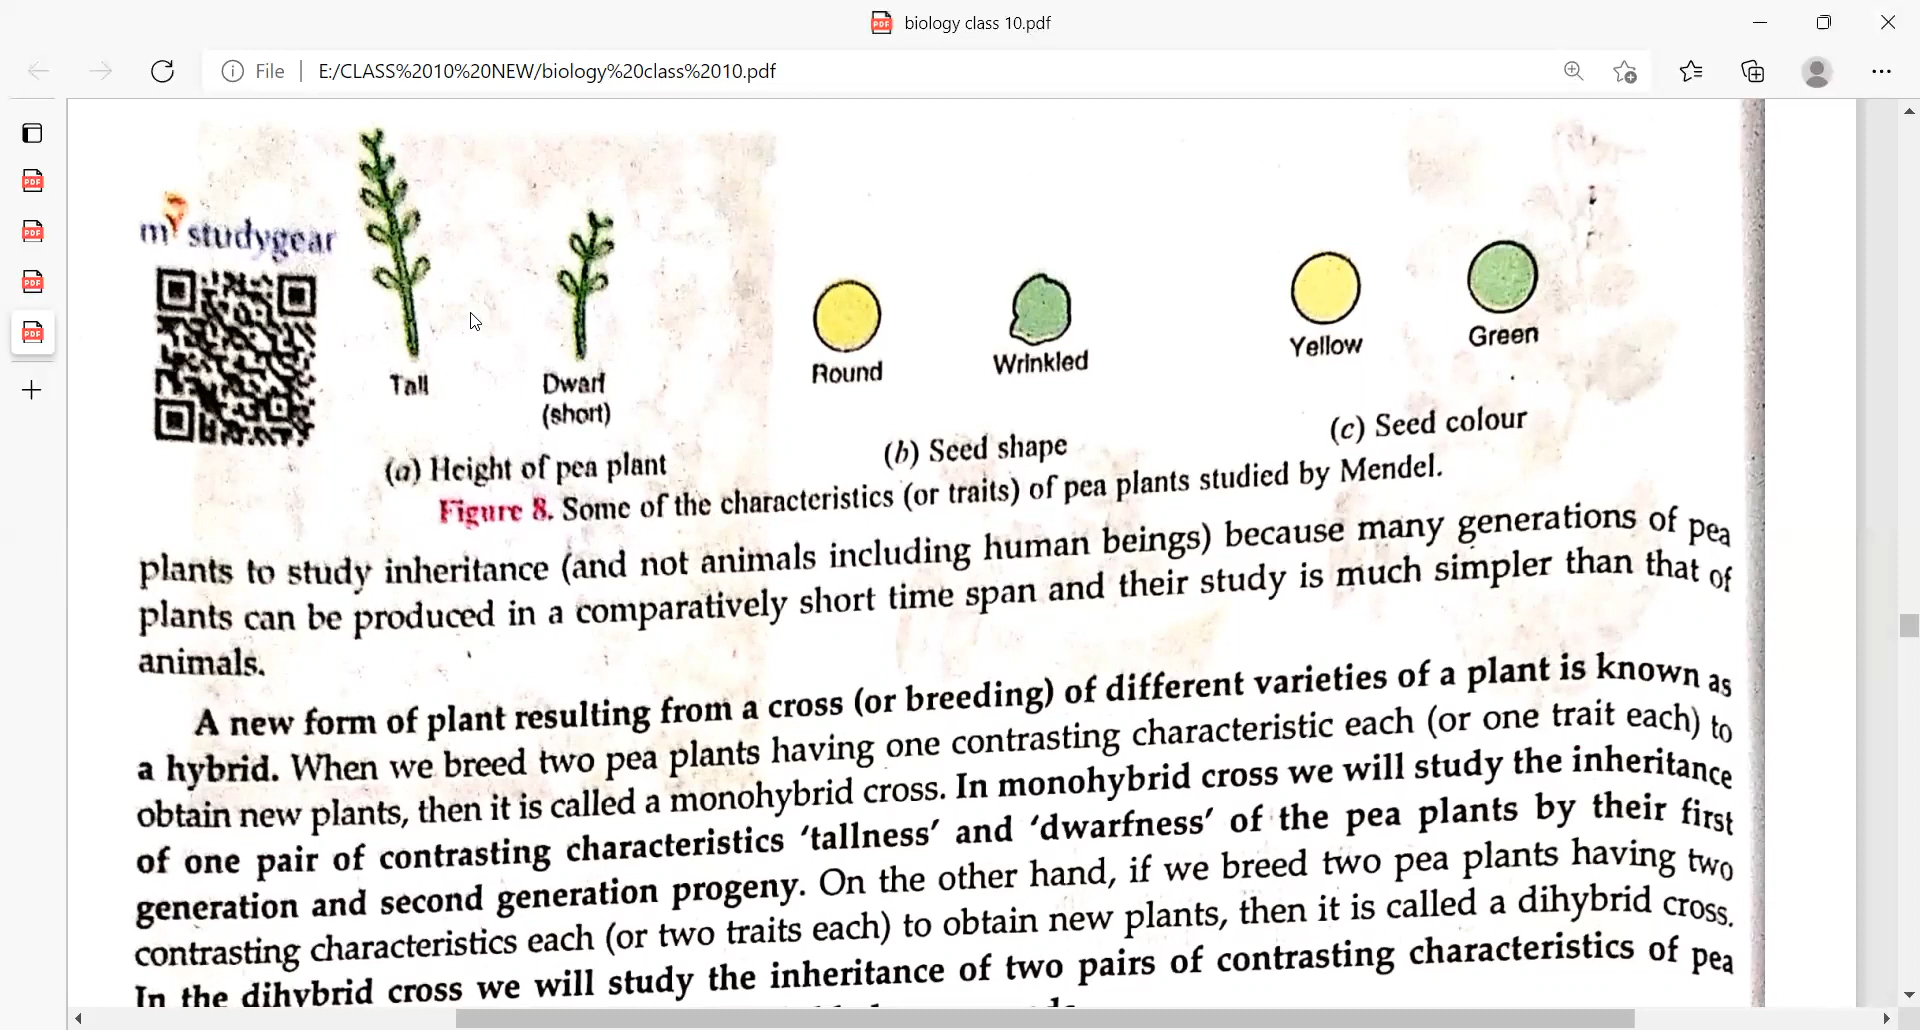 biology class 10.pdf
File E:/CLASS%2010%20NEW/biology%20class%2010.pdf
my studygear
Tall
Dwarf
(short)
Round
Wrinkled
Yellow
Green
(a) Height of pea plant
(b) Seed shape
(c) Seed colour
Figure 8. Some of the characteristics (or traits) of pea plants studied by Mendel.
plants to study inheritance (and not animals including human beings) because many generations of pea
plants can be produced in a comparatively short time span and their study is much simpler than that of
animals.
A new form of plant resulting from a cross (or breeding) of different varieties of a plant is known as
a hybrid. When we breed two pea plants having one contrasting characteristic each (or one trait each) to
obtain new plants, then it is called a monohybrid cross. In monohybrid cross we will study the inheritance
of one pair of contrasting characteristics 'tallness' and 'dwarfness' of the pea plants by their first
generation and second generation progeny. On the other hand, if we breed two pea plants having two
contrasting characteristics each (or two traits each) to obtain new plants, then it is called a dihybrid cross.
In the dihybrid cross we will study the inheritance of two pairs of contrasting characteristics of pea